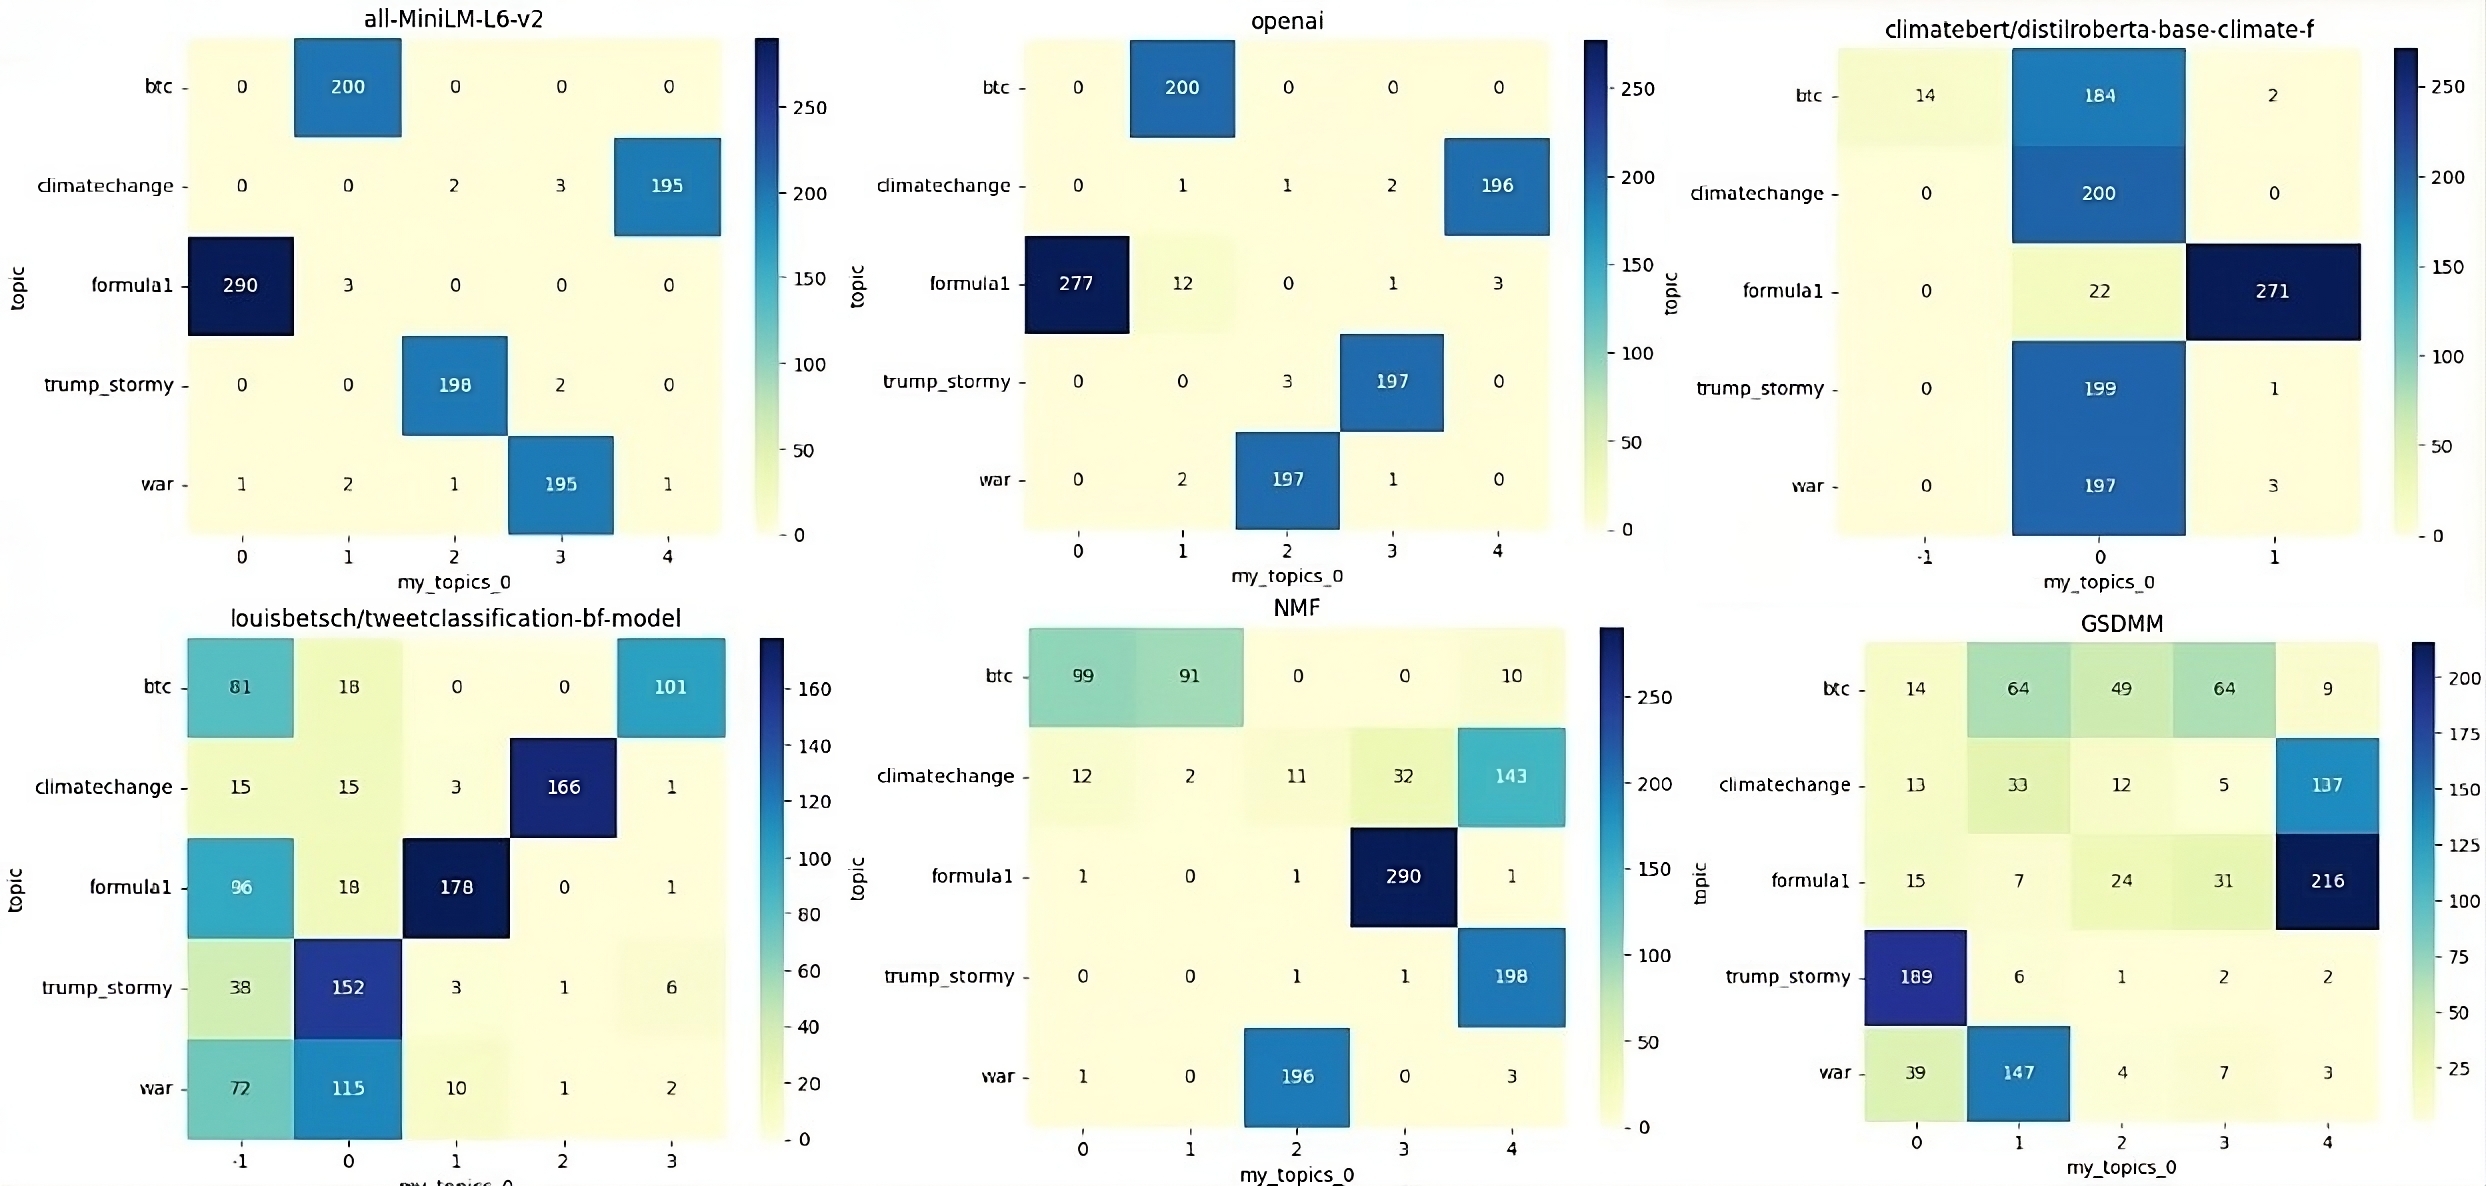 all-MiniLM-L6-v2
btc 0 200 0 0 0
climatechange 0 0 2 3 195
formula1 290 3 0 0 0
trump_stormy 0 0 198 2 0
war 1 2 1 195 1
0 1 2 3 4
my_topics_0
topic
250
200
150
100
50
0
openai
btc 0 200 0 0 0
climatechange 0 1 1 2 196
formula1 277 12 0 1 3
trump_stormy 0 0 3 197 0
war 0 2 197 1 0
0 1 2 3 4
my_topics_0
topic
250
200
150
100
50
0
climatebert/distilroberta-base-climate-f
btc 14 184 2
climatechange 0 200 0
formula1 0 22 271
trump_stormy 0 199 1
war 0 197 3
-1 0 1
my_topics_0
topic
250
200
150
100
50
0
louisbetsch/tweetclassification-bf-model
btc 81 18 0 0 101
climatechange 15 15 3 166 1
formula1 96 18 178 0 1
trump_stormy 38 152 3 1 6
war 72 115 10 1 2
-1 0 1 2 3
topic
160
140
120
100
80
60
40
20
0
NMF
btc 99 91 0 0 10
climatechange 12 2 11 32 143
formula1 1 0 1 290 1
trump_stormy 0 0 1 1 198
war 1 0 196 0 3
0 1 2 3 4
my_topics_0
topic
250
200
150
100
50
0
GSDMM
btc 14 64 49 64 9
climatechange 13 33 12 5 137
formula1 15 7 24 31 216
trump_stormy 189 6 1 2 2
war 39 147 4 7 3
0 1 2 3 4
my_topics_0
topic
200
175
150
125
100
75
50
25